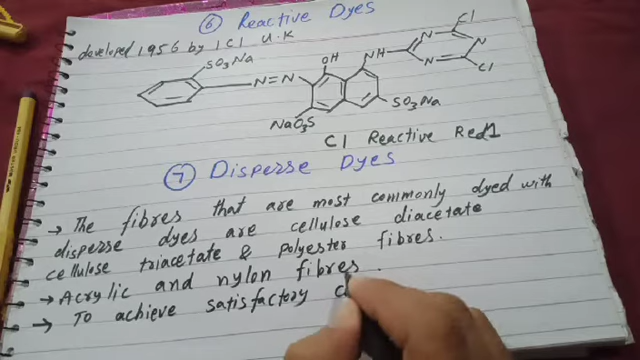 ⑥ Reactive Dyes
developed 1956 by ICI U.K
SO3Na
N=N
OH
NH
N
Cl
N
N
Cl
SO3Na
NaO3S
CI Reactive Red1
⑦ Disperse Dyes
→ The fibres that are most commonly dyed with
disperse dyes are cellulose diacetate
cellulose triacetate & polyester fibres.
→ Acrylic and nylon fibres.
→ To achieve satisfactory